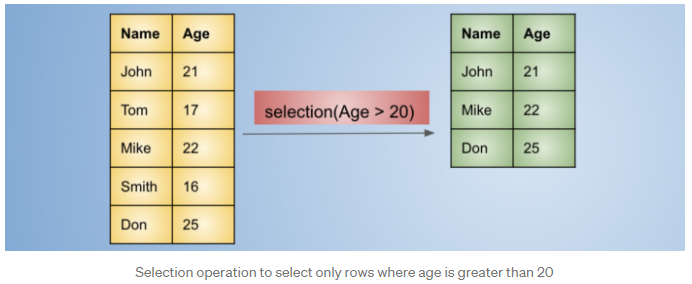 Name Age
John 21
Tom 17
Mike 22
Smith 16
Don 25
selection(Age > 20)
Name Age
John 21
Mike 22
Don 25
Selection operation to select only rows where age is greater than 20